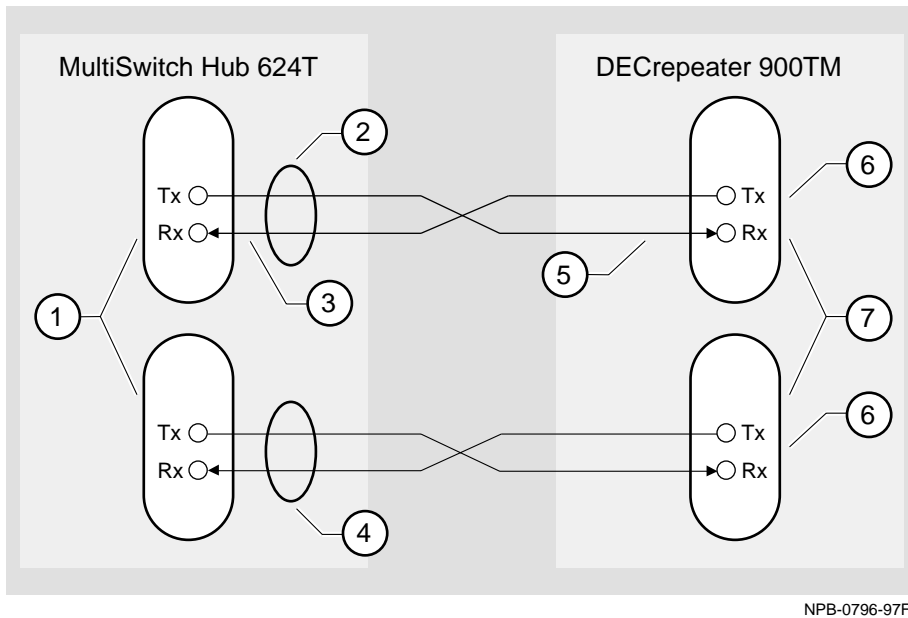 MultiSwitch Hub 624T
DECrepeater 900TM
2
6
Tx
Tx
Rx
Rx
3
5
1
7
6
Tx
Tx
Rx
Rx
4
NPB-0796-97F